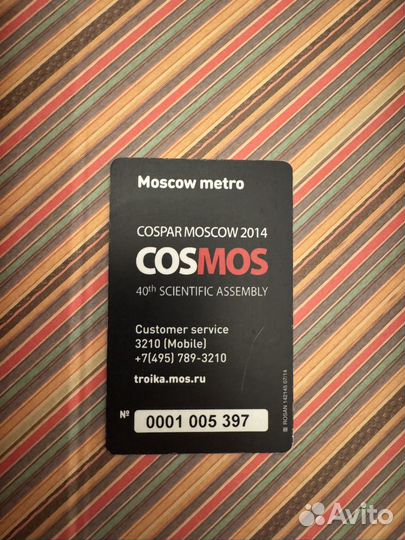 Moscow metro
COSPAR MOSCOW 2014
COSMOS
40th SCIENTIFIC ASSEMBLY
Customer service
3210 (Mobile)
+7(495) 789-3210
troika.mos.ru
№ 0001 005 397
Avito